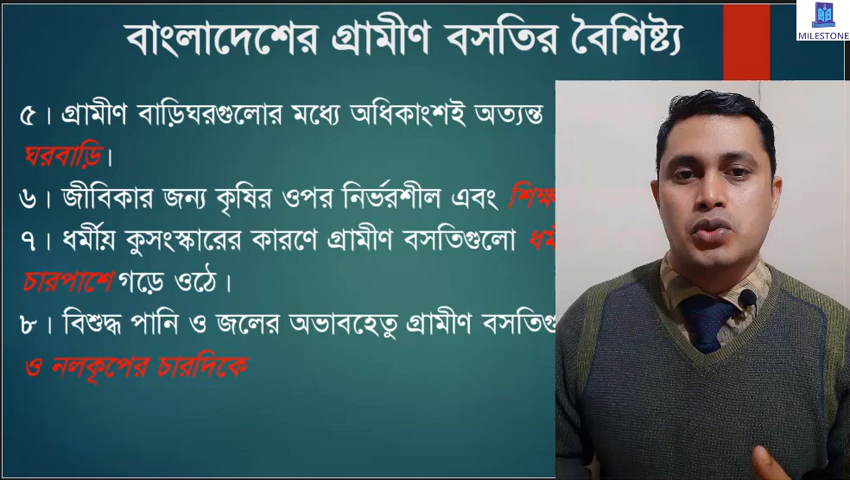 বাংলাদেশের গ্রামীণ বসতির বৈশিষ্ট্য
MILESTONE
৫। গ্রামীণ বাড়িঘরগুলোর মধ্যে অধিকাংশই অত্যন্ত
ঘরবাড়ি।
৬। জীবিকার জন্য কৃষির ওপর নির্ভরশীল এবং
৭। ধর্মীয় কুসংস্কারের কারণে গ্রামীণ বসতিগুলো
চারপাশে গড়ে ওঠে।
৮। বিশুদ্ধ পানি ও জলের অভাবহেতু গ্রামীণ
ও নলকূপের চারদিকে